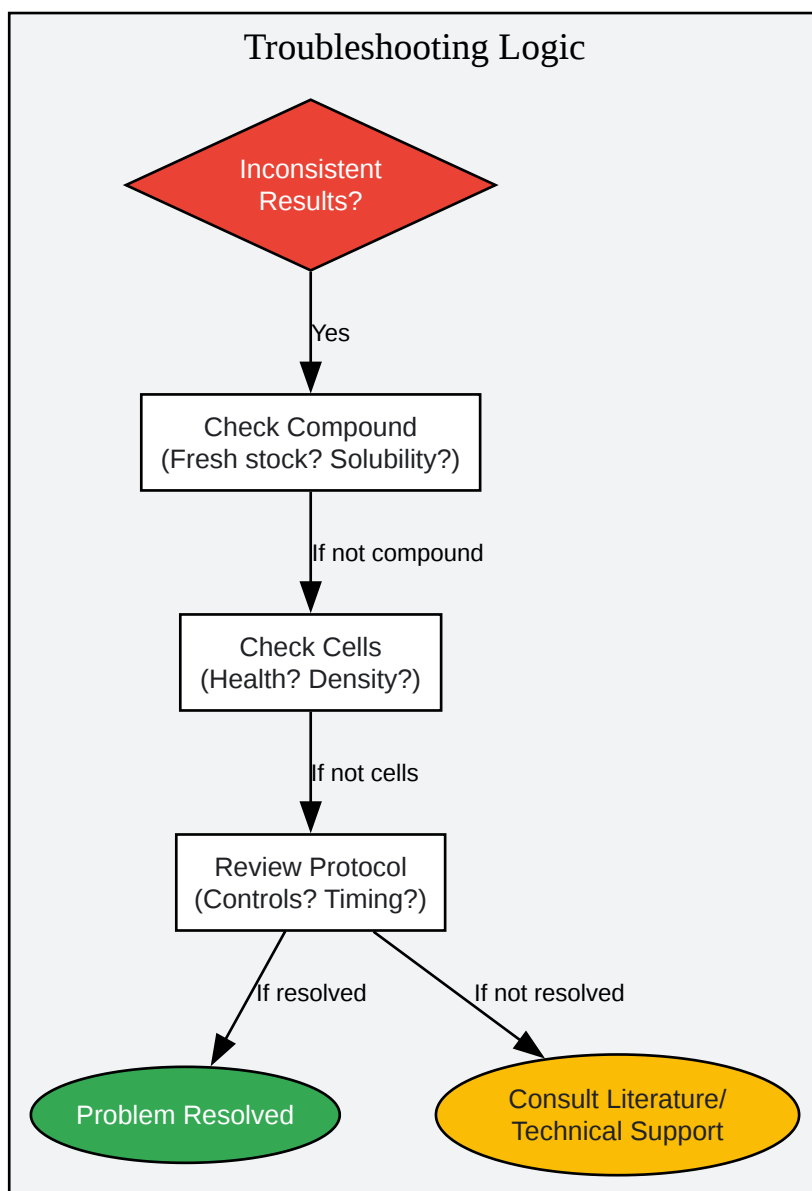 Troubleshooting Logic
Inconsistent
Results?
Yes
Check Compound
(Fresh stock? Solubility?)
If not compound
Check Cells
(Health? Density?)
If not cells
Review Protocol
(Controls? Timing?)
If resolved
If not resolved
Problem Resolved
Consult Literature/
Technical Support